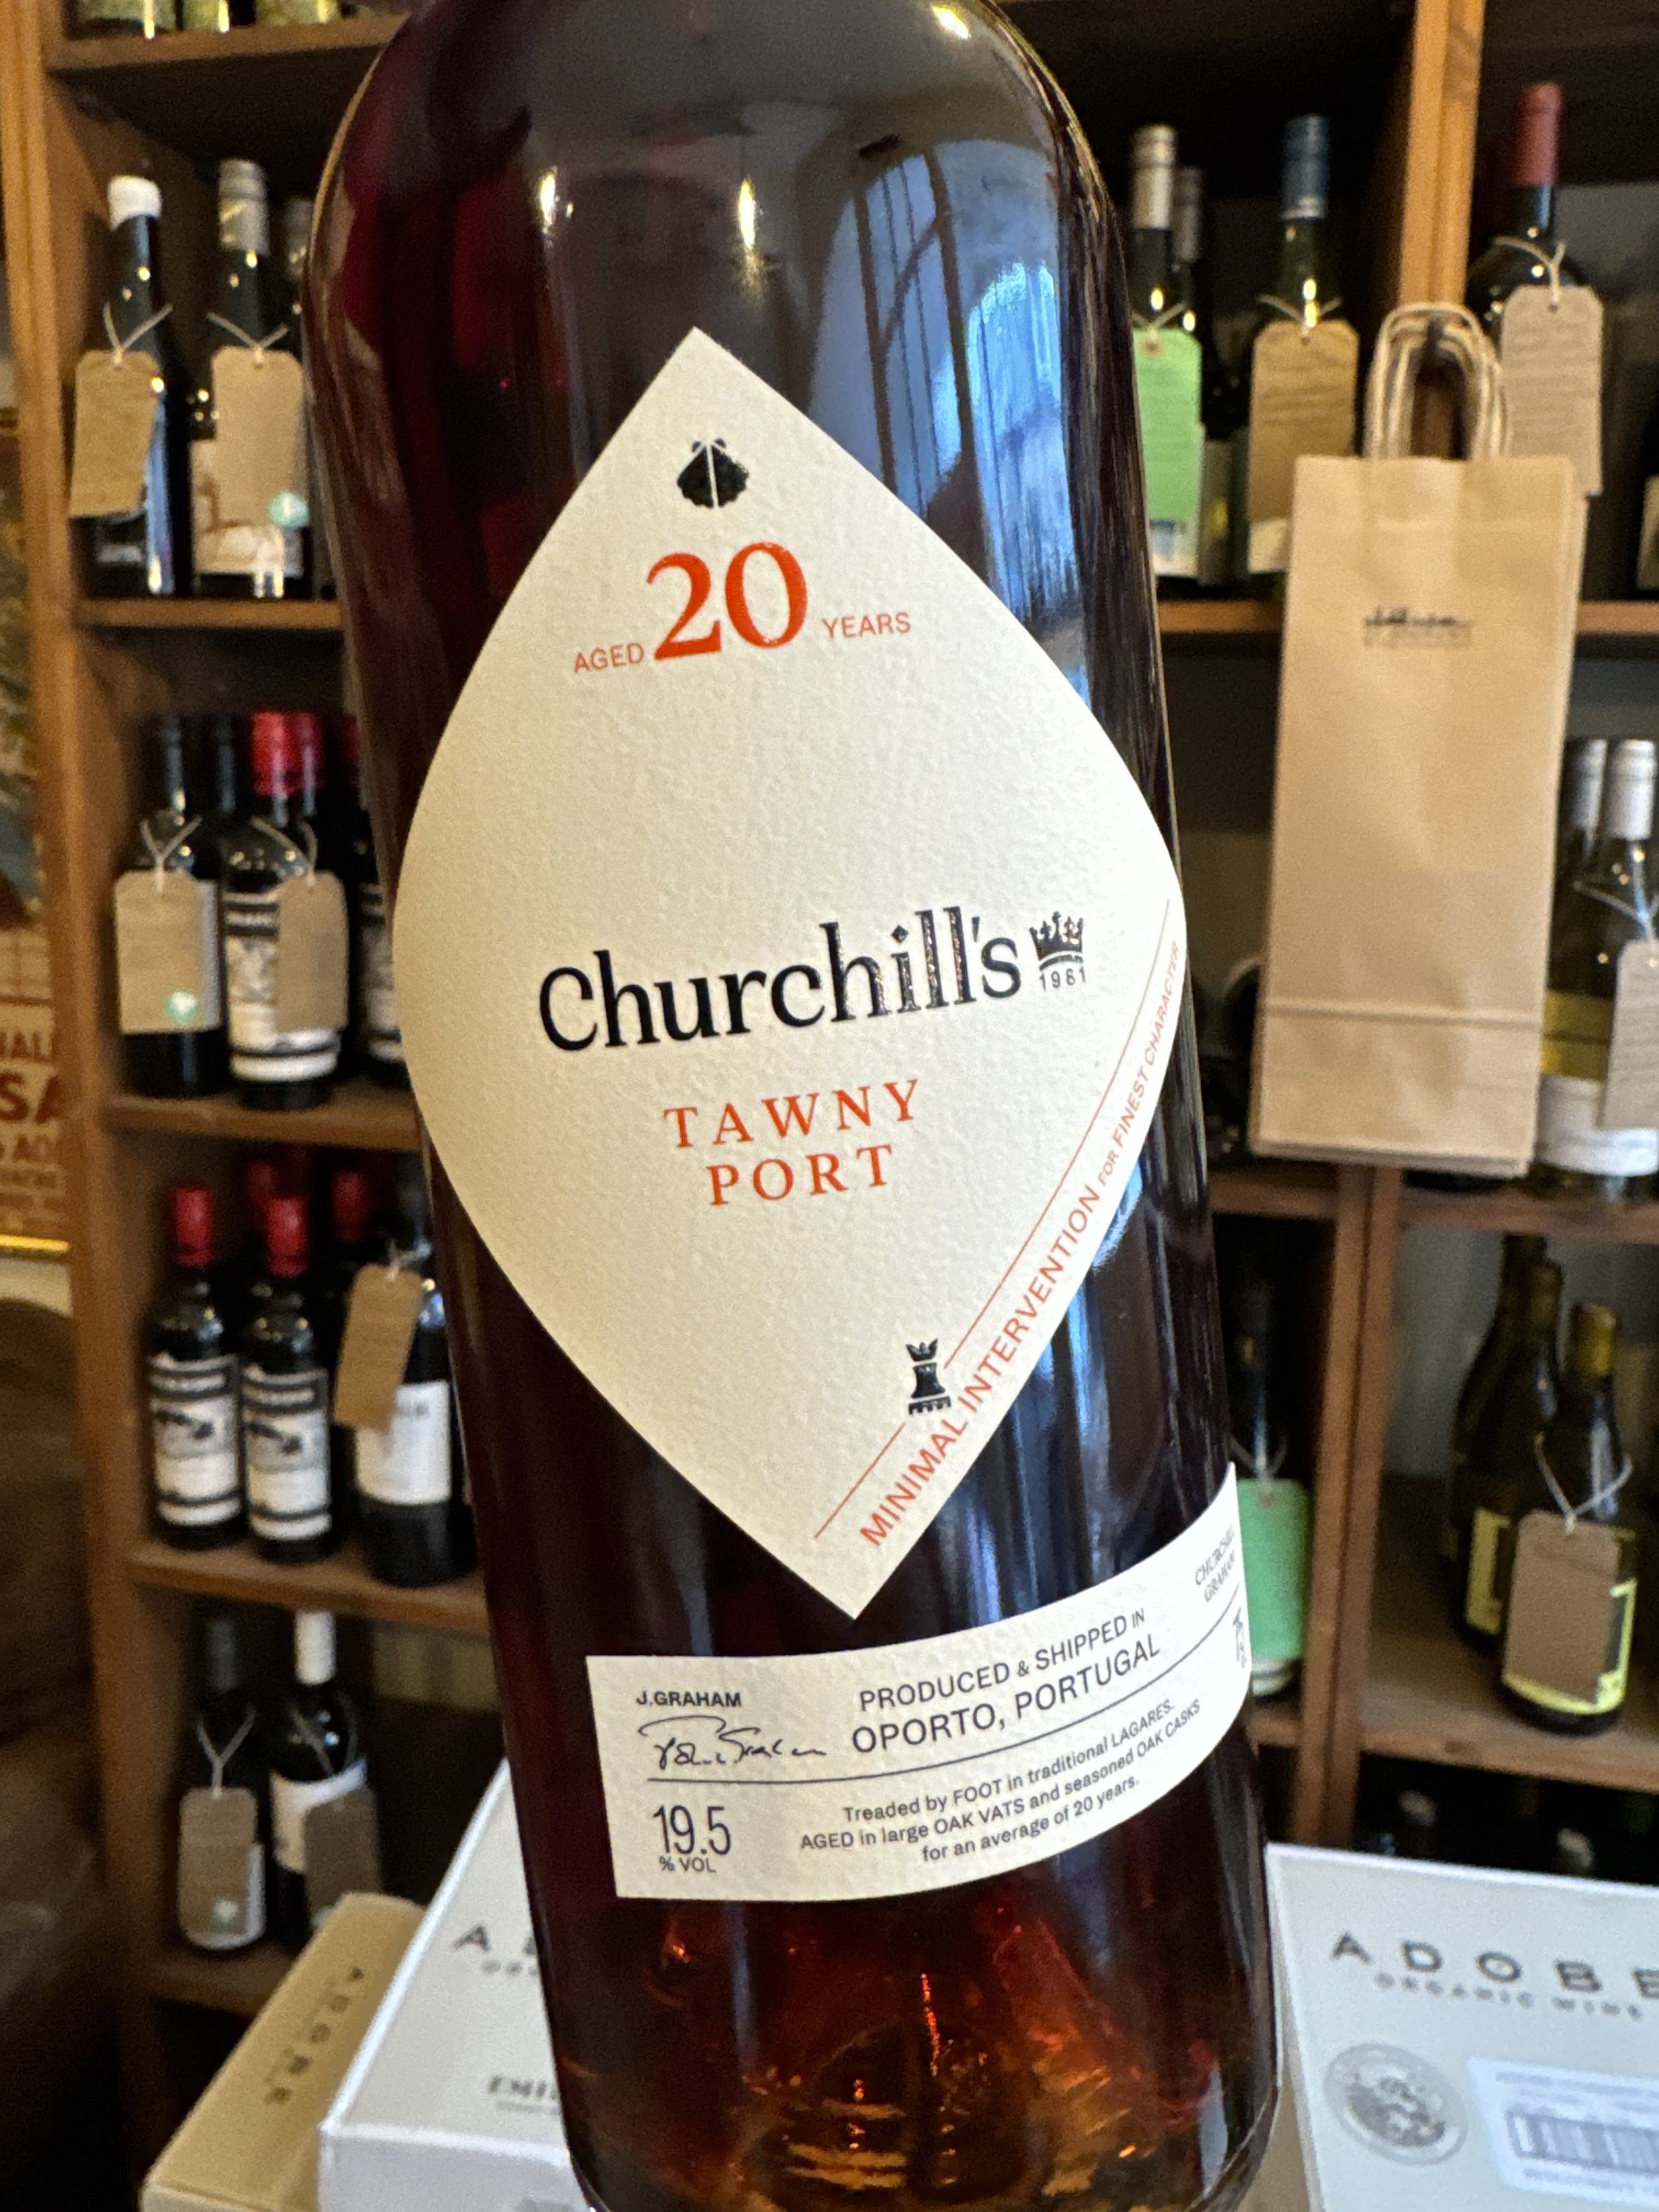 AGED 20 YEARS
Churchill's
1981
TAWNY
PORT
MINIMAL INTERVENTION FOR FINEST CHARACTER
J.GRAHAM
PRODUCED & SHIPPED IN
OPORTO, PORTUGAL
CHURCHILL
GRAHAM
19.5
% VOL
Treaded by FOOT in traditional LAGARES.
AGED in large OAK VATS and seasoned OAK CASKS
for an average of 20 years.
ADOBE
ORGANIC WINE